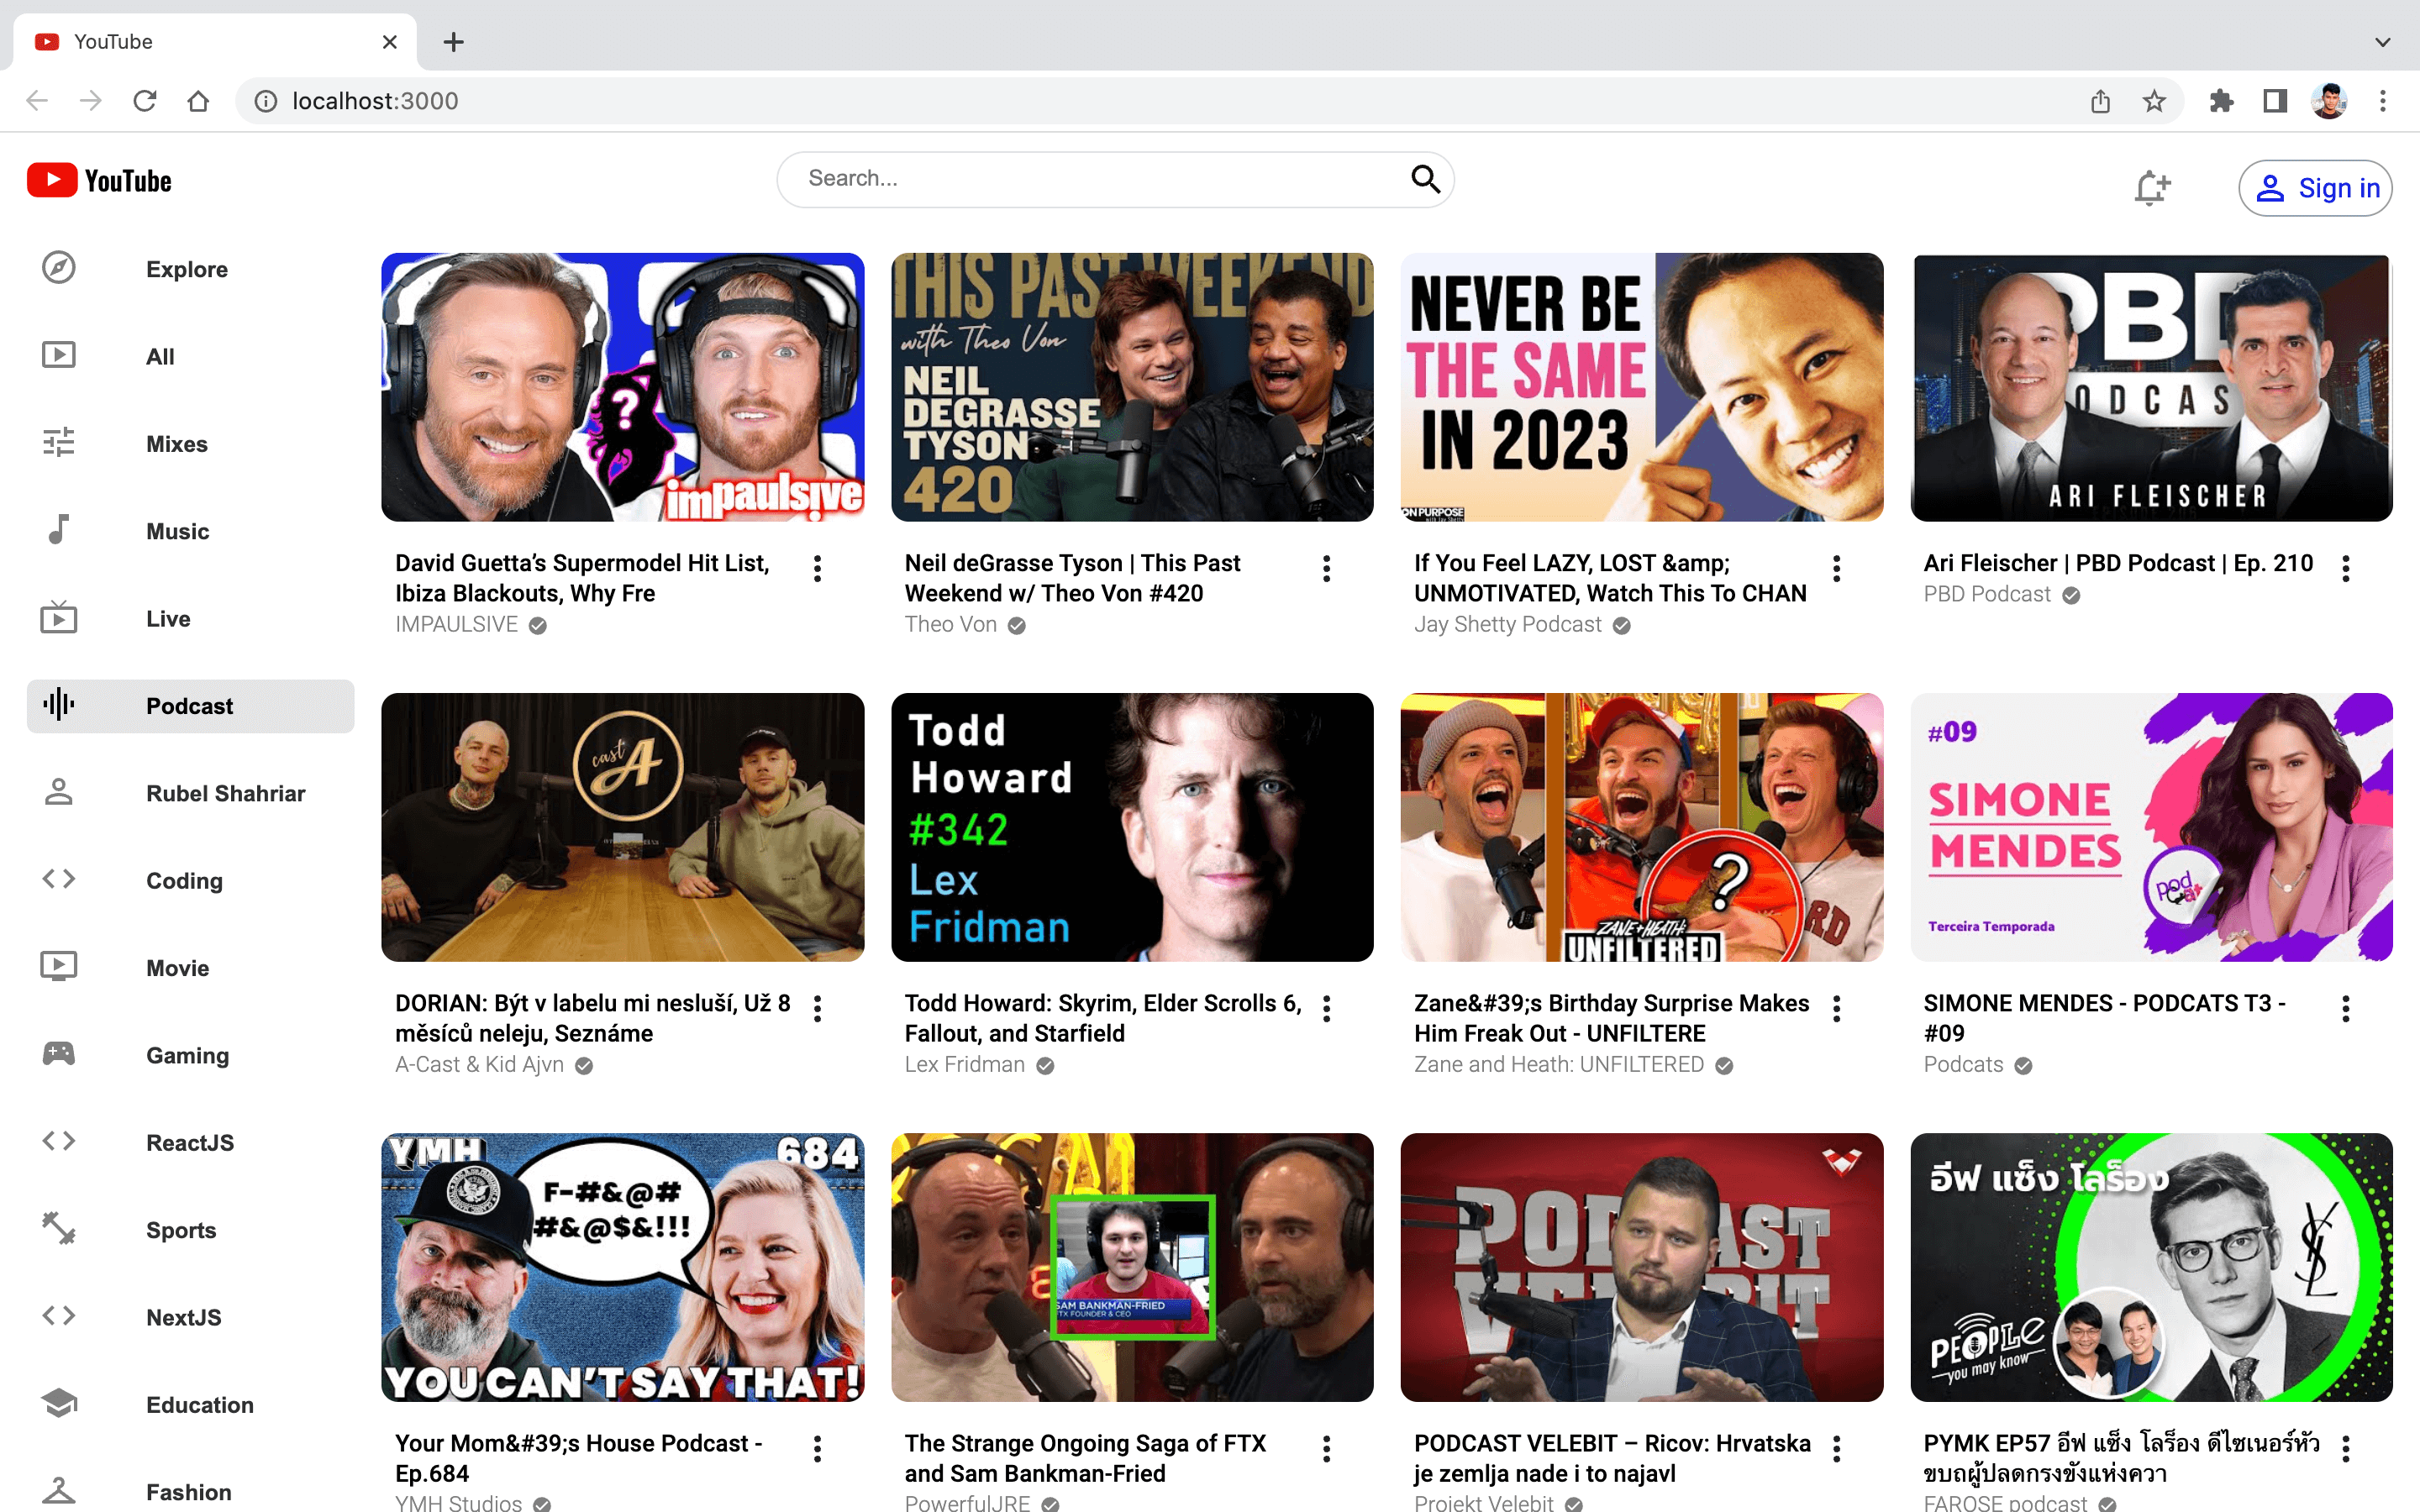 YouTube
localhost:3000
YouTube
Search...
Sign in
Explore
All
Mixes
Music
Live
Podcast
Rubel Shahriar
Coding
Movie
Gaming
ReactJS
Sports
NextJS
Education
Fashion
?
impaulsive
David Guetta’s Supermodel Hit List,
Ibiza Blackouts, Why Fre
IMPAULSIVE
THIS PAST WEEKEND
with Theo Von
NEIL
DEGRASSE
TYSON
420
Neil deGrasse Tyson | This Past
Weekend w/ Theo Von #420
Theo Von
NEVER BE
THE SAME
IN 2023
ON PURPOSE
with Jay Shetty
If You Feel LAZY, LOST &amp;
UNMOTIVATED, Watch This To CHAN
Jay Shetty Podcast
PBD
PODCAS
ARI FLEISCHER
Ari Fleischer | PBD Podcast | Ep. 210
PBD Podcast
cast A
DORIAN: Být v labelu mi nesluší, Už 8
měsíců neleju, Seznáme
A-Cast & Kid Ajvn
Todd
Howard
#342
Lex
Fridman
Todd Howard: Skyrim, Elder Scrolls 6,
Fallout, and Starfield
Lex Fridman
?
ZANE+HEATH:
UNFILTERED
RD
Zane&#39;s Birthday Surprise Makes
Him Freak Out - UNFILTERE
Zane and Heath: UNFILTERED
#09
SIMONE
MENDES
Terceira Temporada
SIMONE MENDES - PODCATS T3 -
#09
Podcats
YMH
684
F-#&@#
#&@$&!!!
YOU CAN'T SAY THAT!
Your Mom&#39;s House Podcast -
Ep.684
YMH Studios
SAM BANKMAN-FRIED
FTX FOUNDER & CEO
The Strange Ongoing Saga of FTX
and Sam Bankman-Fried
PowerfulJRE
PODCAST
VELEBIT
PODCAST VELEBIT – Ricov: Hrvatska
je zemlja nade i to najavl
Projekt Velebit
อีฟ แซ็ง โลร็อง
YSL
PEOPLE
you may know
PYMK EP57 อีฟ แซ็ง โลร็อง ดีไซเนอร์หัว
ขบถผู้ปลดกรงขังแห่งควา
FAROSE podcast